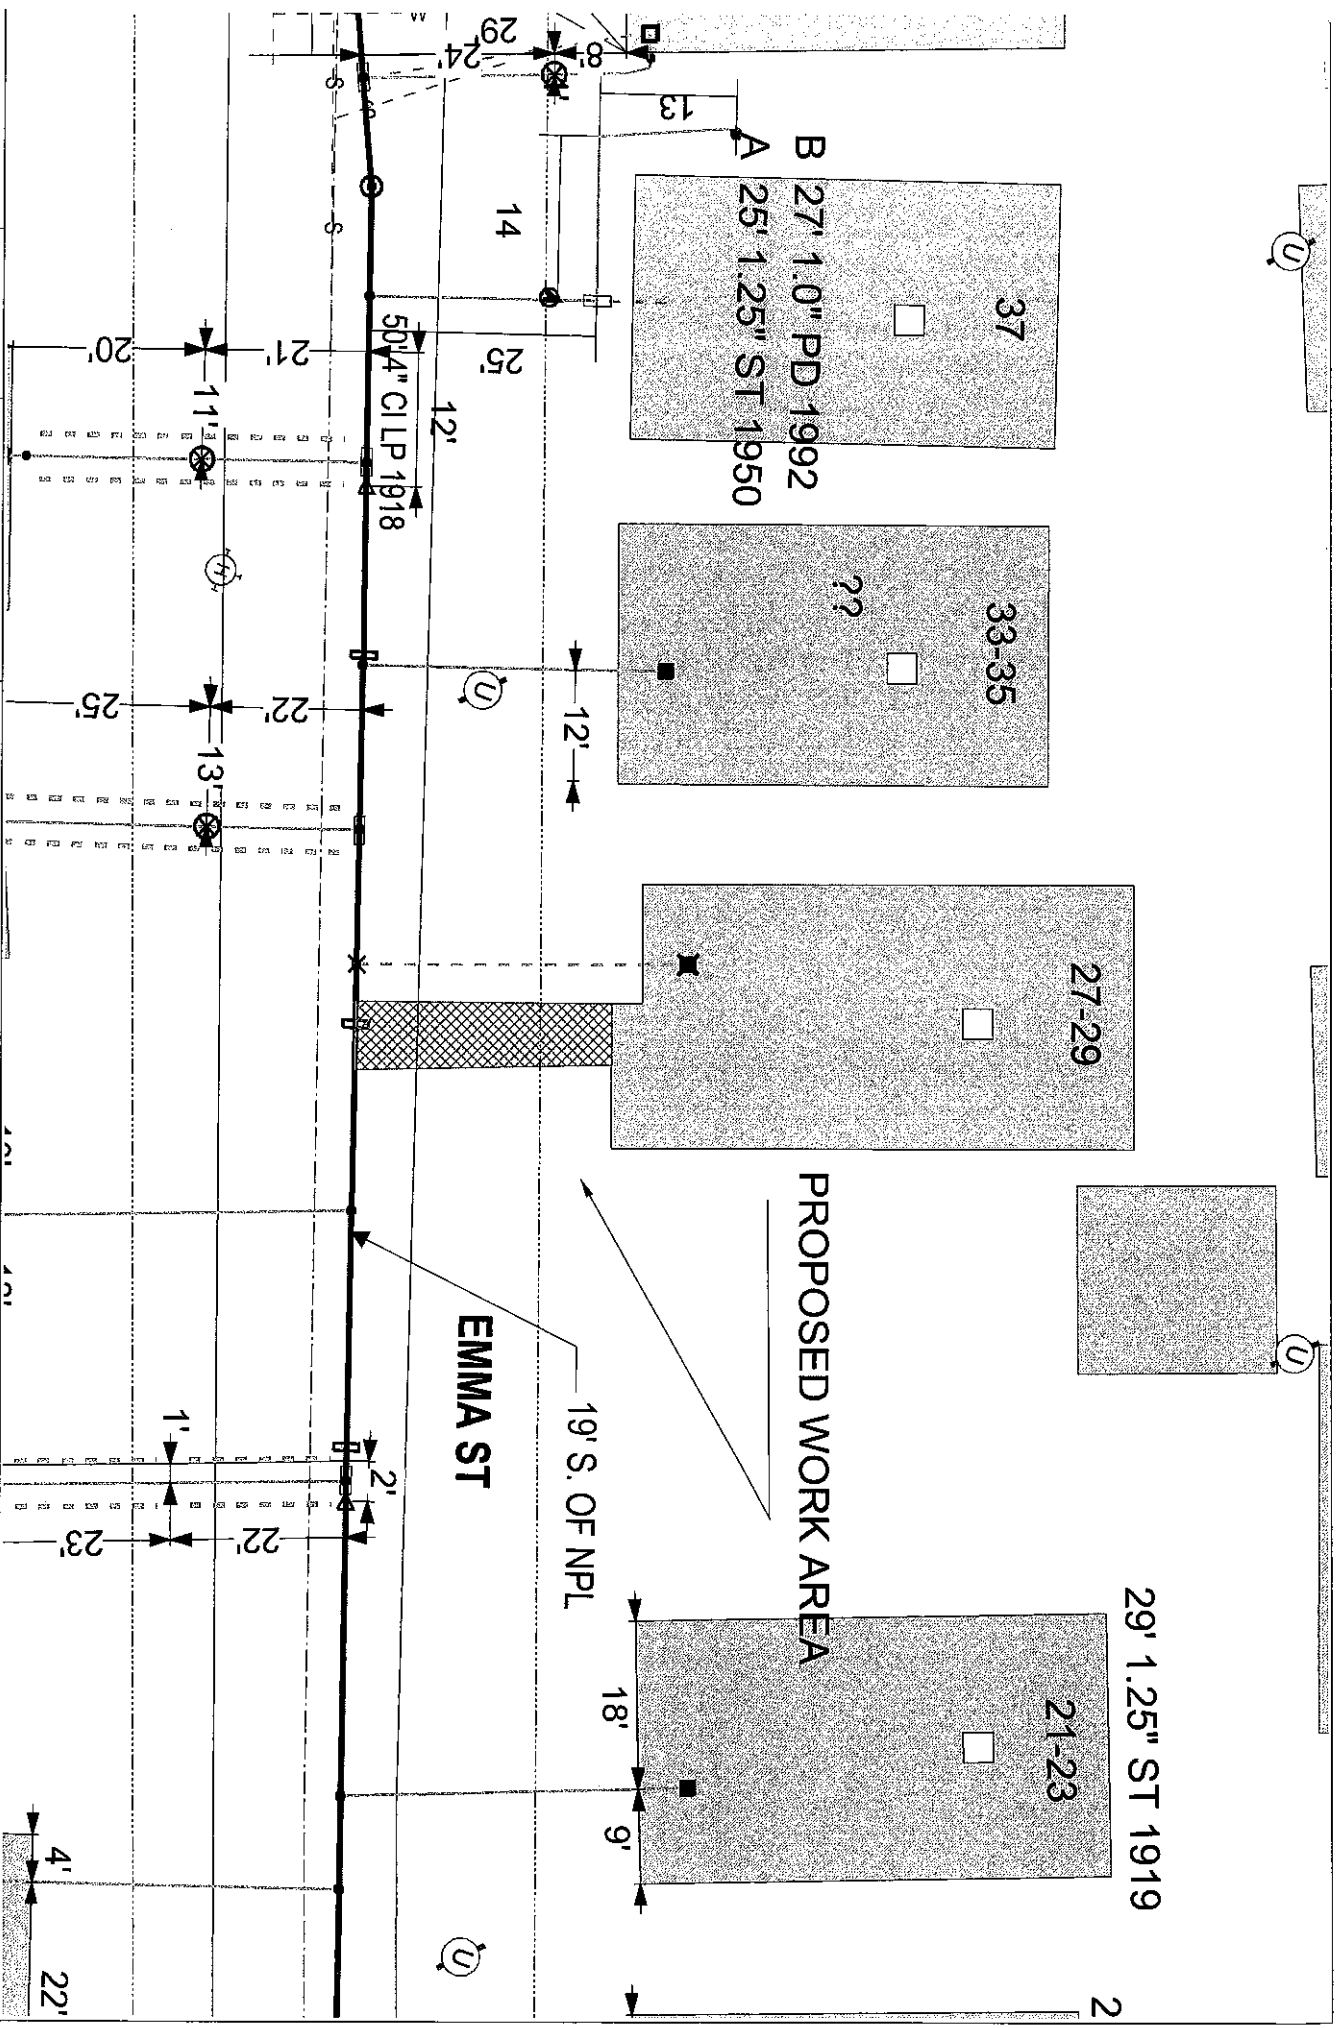 29' 1.25" ST 1919
2
37
33-35
27-29
21-23
??
B 27' 1.0" PD 1992
A 25' 1.25" ST 1950
PROPOSED WORK AREA
13
8'
1'
14
25'
12'
18'
9'
19' S. OF NPL
EMMA ST
29'
24'
12'
50' 4" CI LP 1918
2'
W
S
S
S
21'
20'
11'
22'
25'
13'
1'
22'
23'
4'
22'
U
U
U
U